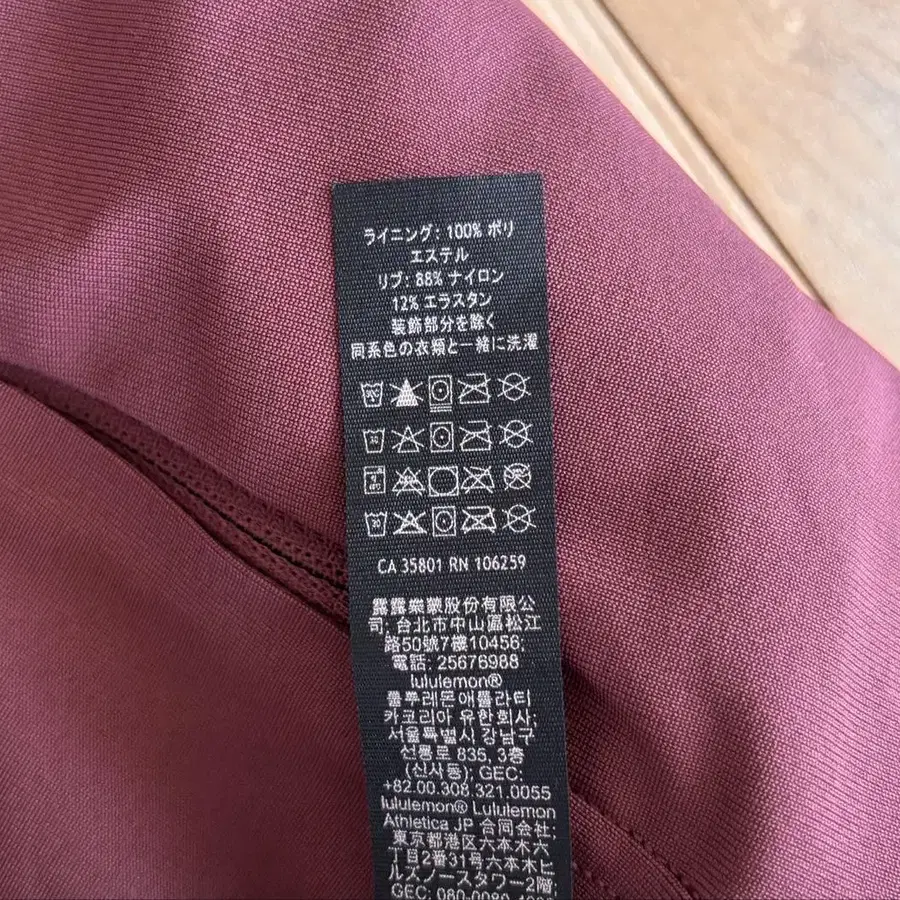 ライニング: 100% ポリ
エステル
リブ: 88% ナイロン
12% エラスタン
装飾部分を除く
同系色の衣類と一緒に洗濯
CA 35801 RN 106259
露露樂蒙股份有限公
司; 台北市中山區松江
路50號7樓10456;
電話: 25676988
lululemon®
룰루레몬애틀라티
카코리아 유한회사;
서울특별시 강남구
선릉로 835, 3층
(신사동); GEC:
+82.00.308.321.0055
lululemon® Lululemon
Athletica JP 合同会社;
東京都港区六本木六
丁目2番31号六本木ヒ
ルズノースタワー2階;
GEC: 080-0080-